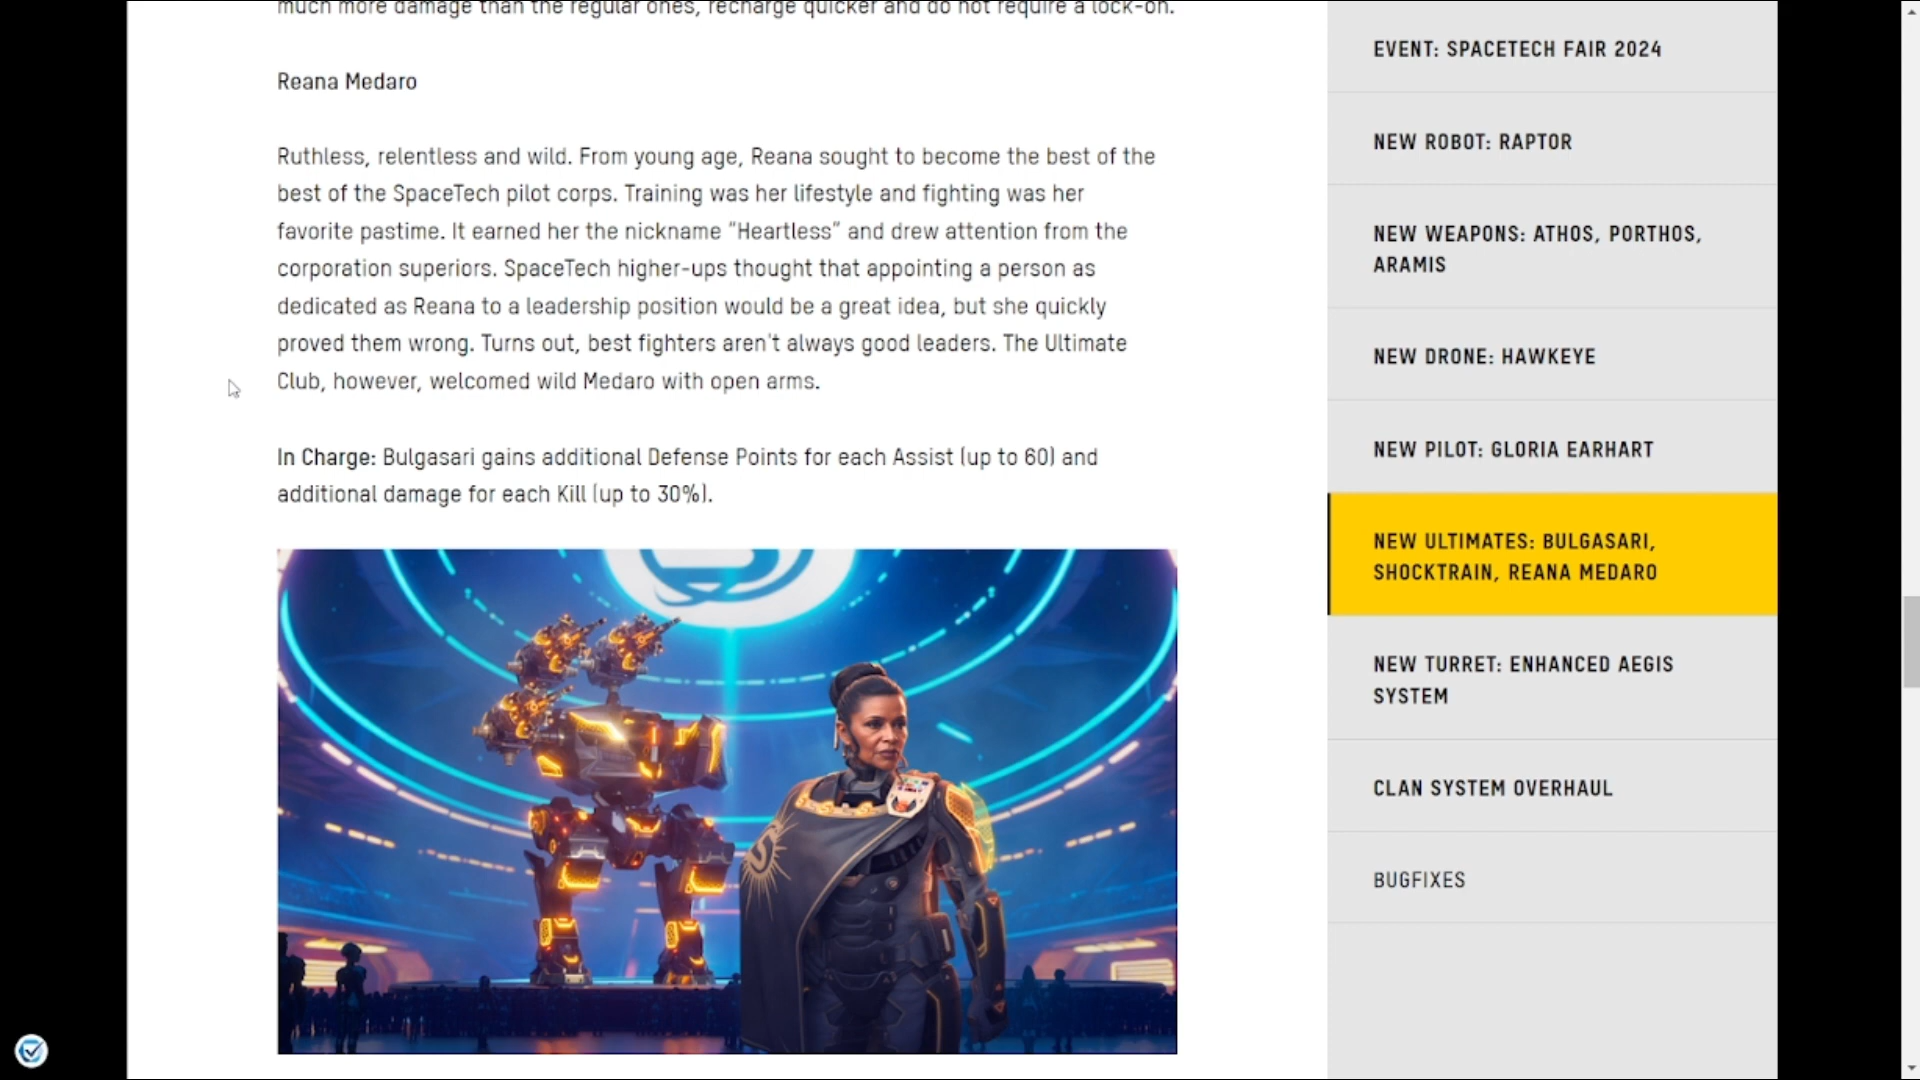 much more damage than the regular ones, recharge quicker and do not require a lock-on.
Reana Medaro
Ruthless, relentless and wild. From young age, Reana sought to become the best of the
best of the SpaceTech pilot corps. Training was her lifestyle and fighting was her
favorite pastime. It earned her the nickname “Heartless” and drew attention from the
corporation superiors. SpaceTech higher-ups thought that appointing a person as
dedicated as Reana to a leadership position would be a great idea, but she quickly
proved them wrong. Turns out, best fighters aren't always good leaders. The Ultimate
Club, however, welcomed wild Medaro with open arms.
In Charge: Bulgasari gains additional Defense Points for each Assist (up to 60) and
additional damage for each Kill (up to 30%).
EVENT: SPACETECH FAIR 2024
NEW ROBOT: RAPTOR
NEW WEAPONS: ATHOS, PORTHOS,
ARAMIS
NEW DRONE: HAWKEYE
NEW PILOT: GLORIA EARHART
NEW ULTIMATES: BULGASARI,
SHOCKTRAIN, REANA MEDARO
NEW TURRET: ENHANCED AEGIS
SYSTEM
CLAN SYSTEM OVERHAUL
BUGFIXES